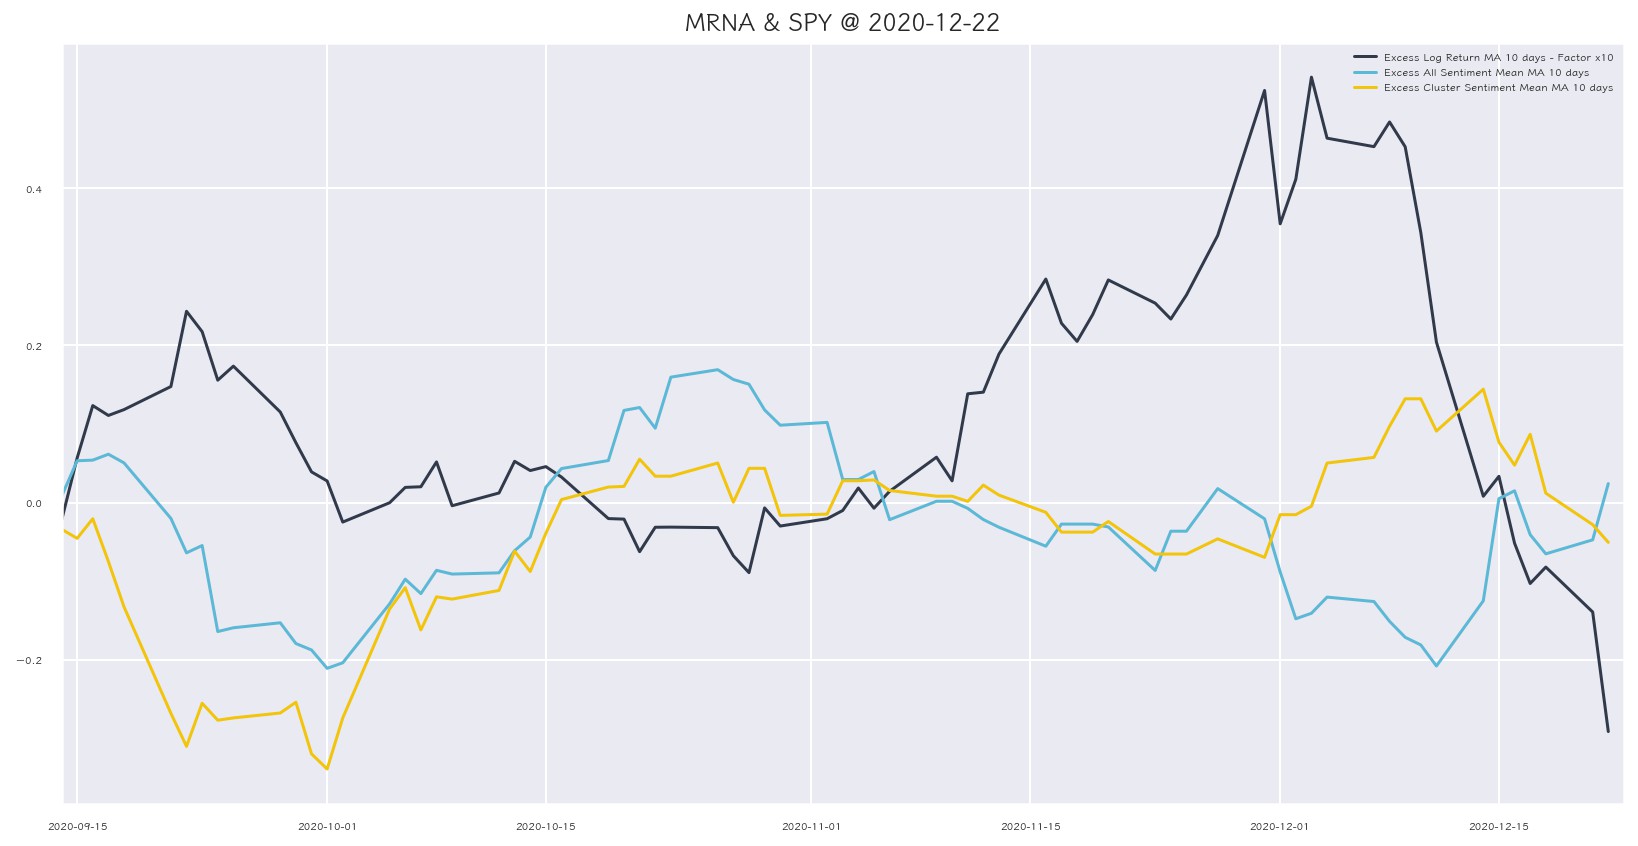 MRNA & SPY @ 2020-12-22
Excess Log Return MA 10 days - Factor x10
Excess All Sentiment Mean MA 10 days
Excess Cluster Sentiment Mean MA 10 days
0.4
0.2
0.0
−0.2
2020-09-15
2020-10-01
2020-10-15
2020-11-01
2020-11-15
2020-12-01
2020-12-15